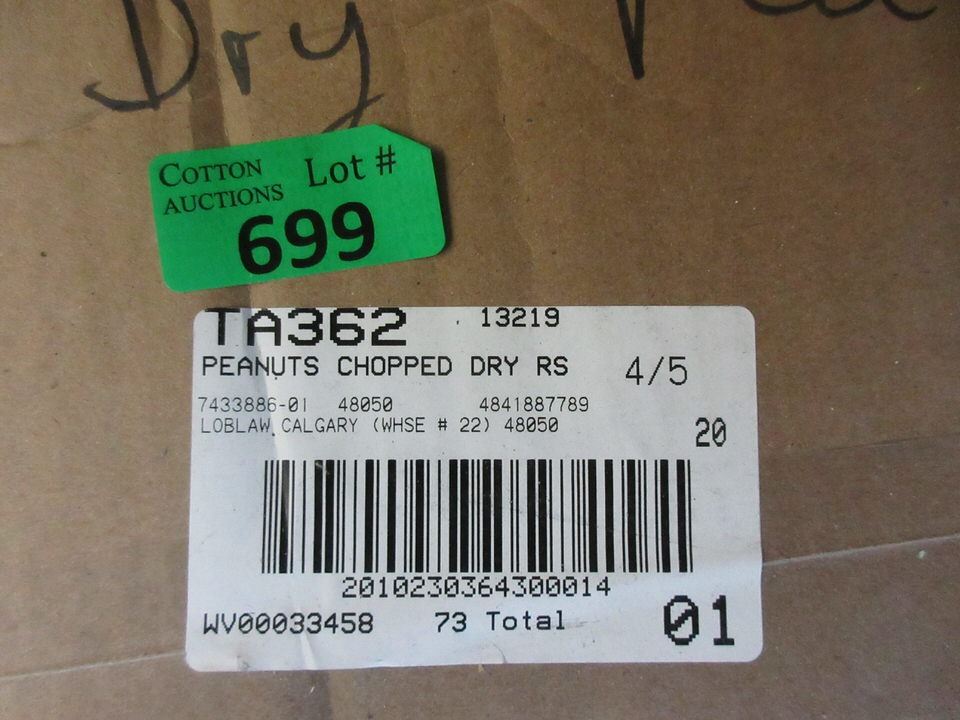 Dry
COTTON AUCTIONS Lot #
699
TA362 13219
PEANUTS CHOPPED DRY RS 4/5
7433886-01 48050 4841887789
LOBLAW CALGARY (WHSE # 22) 48050
20
2010230364300014
WV00033458 73 Total 01